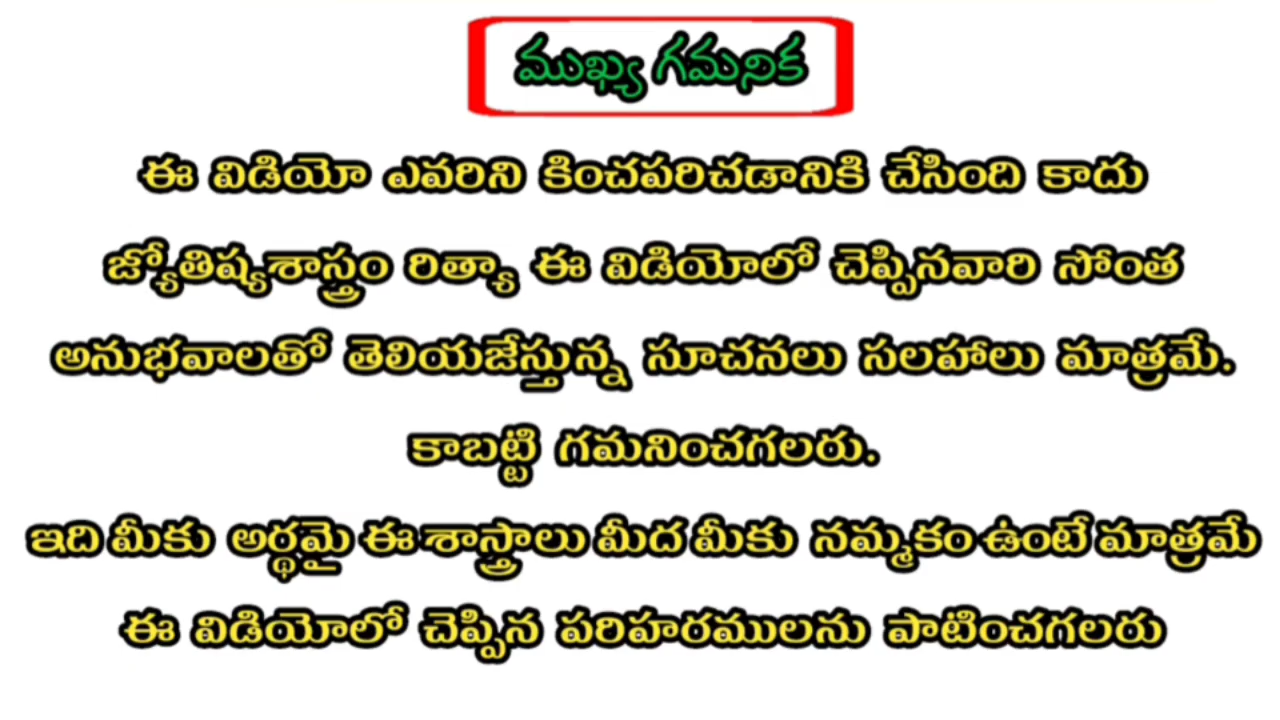 ముఖ్య గమనిక
ఈ విడియో ఎవరిని కించపరిచడానికి చేసింది కాదు
జ్యోతిష్యశాస్త్రం రిత్యా ఈ విడియోలో చెప్పినవారి సోంత
అనుభవాలతో తెలియజేస్తున్న సూచనలు సలహాలు మాత్రమే.
కాబట్టి గమనించగలరు.
ఇది మీకు అర్థమై ఈ శాస్త్రాలు మీద మీకు నమ్మకం ఉంటే మాత్రమే
ఈ విడియోలో చెప్పిన పరిహరములను పాటించగలరు